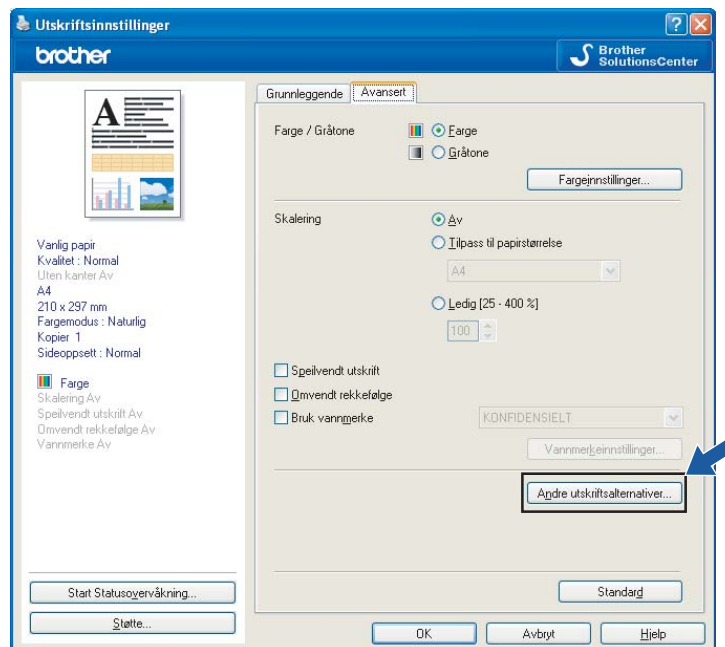 Utskriftsinnstillinger
brother
Brother
SolutionsCenter
A
Vanlig papir
Kvalitet : Normal
Uten kanter Av
A4
210 x 297 mm
Fargemodus : Naturlig
Kopier 1
Sideoppsett : Normal
Farge
Skalering Av
Speilvendt utskrift Av
Omvendt rekkefølge Av
Vannmerke Av
Start Statusovervåkning...
Støtte...
Grunnleggende Avansert
Farge / Gråtone
Farge
Gråtone
Fargeinnstillinger...
Skalering
Av
Tilpass til papirstørrelse
A4
Ledig [25 - 400 %]
100
Speilvendt utskrift
Omvendt rekkefølge
Bruk vannmerke KONFIDENSIELT
Vannmerkeinnstillinger...
Andre utskriftsalternativer...
Standard
OK Avbryt Hjelp